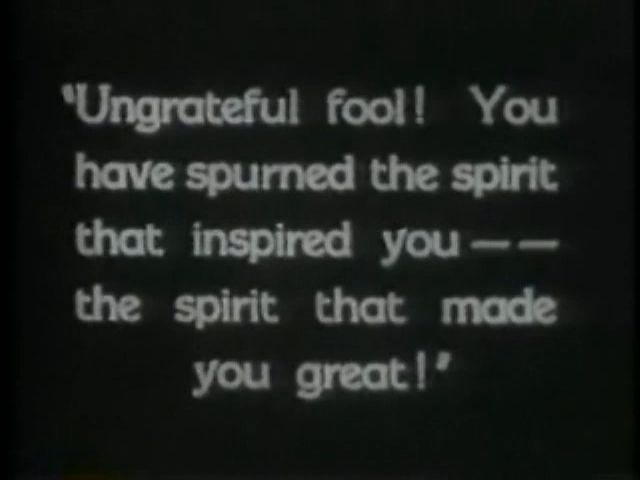 "Ungrateful fool! You
have spurned the spirit
that inspired you — —
the spirit that made
you great!"